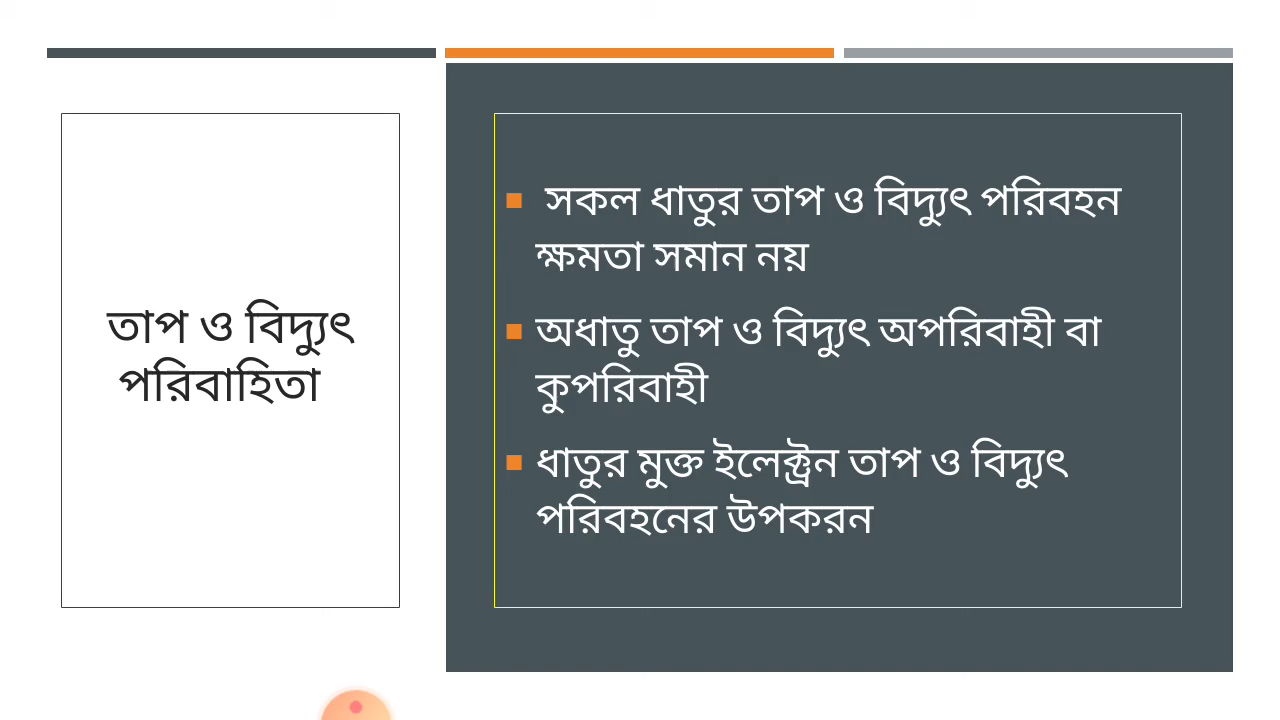 তাপ ও বিদ্যুৎ
পরিবাহিতা
সকল ধাতুর তাপ ও বিদ্যুৎ পরিবহন
ক্ষমতা সমান নয়
অধাতু তাপ ও বিদ্যুৎ অপরিবাহী বা
কুপরিবাহী
ধাতুর মুক্ত ইলেক্ট্রন তাপ ও বিদ্যুৎ
পরিবহনের উপকরন